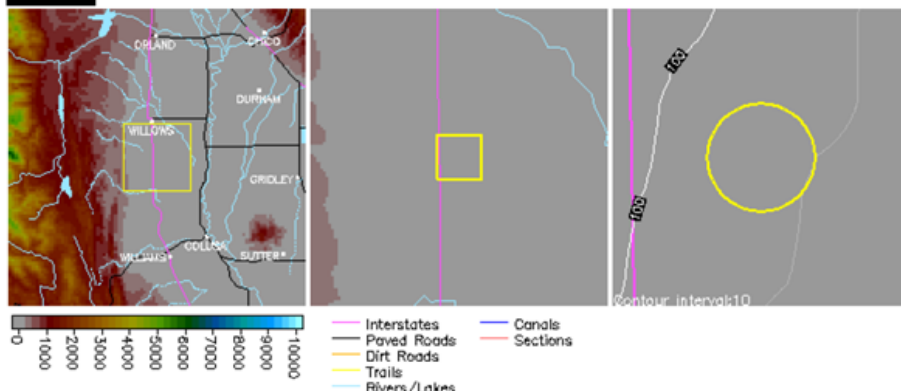 ORLAND
CHICO
DURHAM
WILLOWS
GRIDLEY
COLUSA
WILLIAMS
SUTTER
100
100
Contour interval:10
0 1000 2000 3000 4000 5000 6000 7000 8000 9000 10000
Interstates
Paved Roads
Dirt Roads
Trails
Rivers/Lakes
Canals
Sections